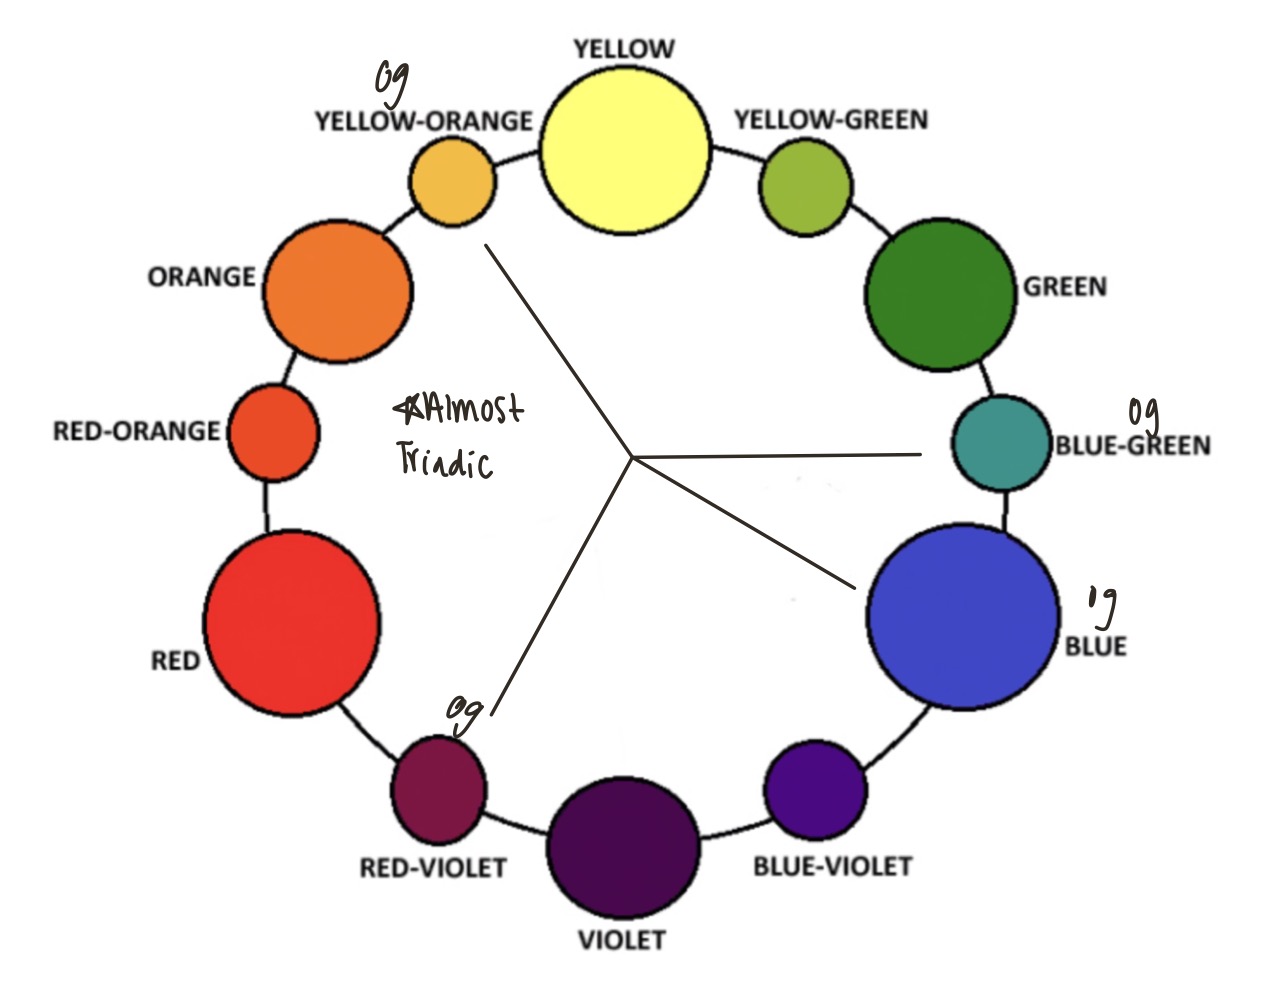 YELLOW
og
YELLOW-ORANGE
YELLOW-GREEN
ORANGE
GREEN
☆Almost
Triadic
og
RED-ORANGE
BLUE-GREEN
1g
RED
BLUE
og
RED-VIOLET
BLUE-VIOLET
VIOLET